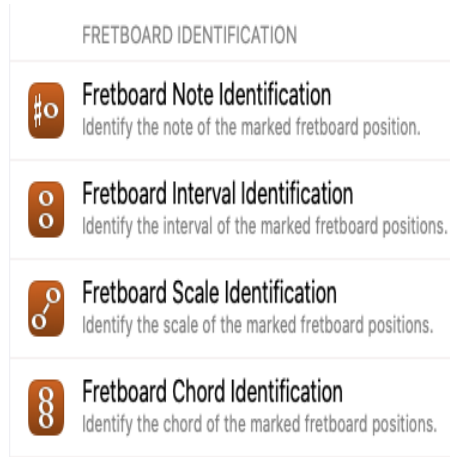 FRETBOARD IDENTIFICATION
Fretboard Note Identification
Identify the note of the marked fretboard position.
Fretboard Interval Identification
Identify the interval of the marked fretboard positions.
Fretboard Scale Identification
Identify the scale of the marked fretboard positions.
Fretboard Chord Identification
Identify the chord of the marked fretboard positions.